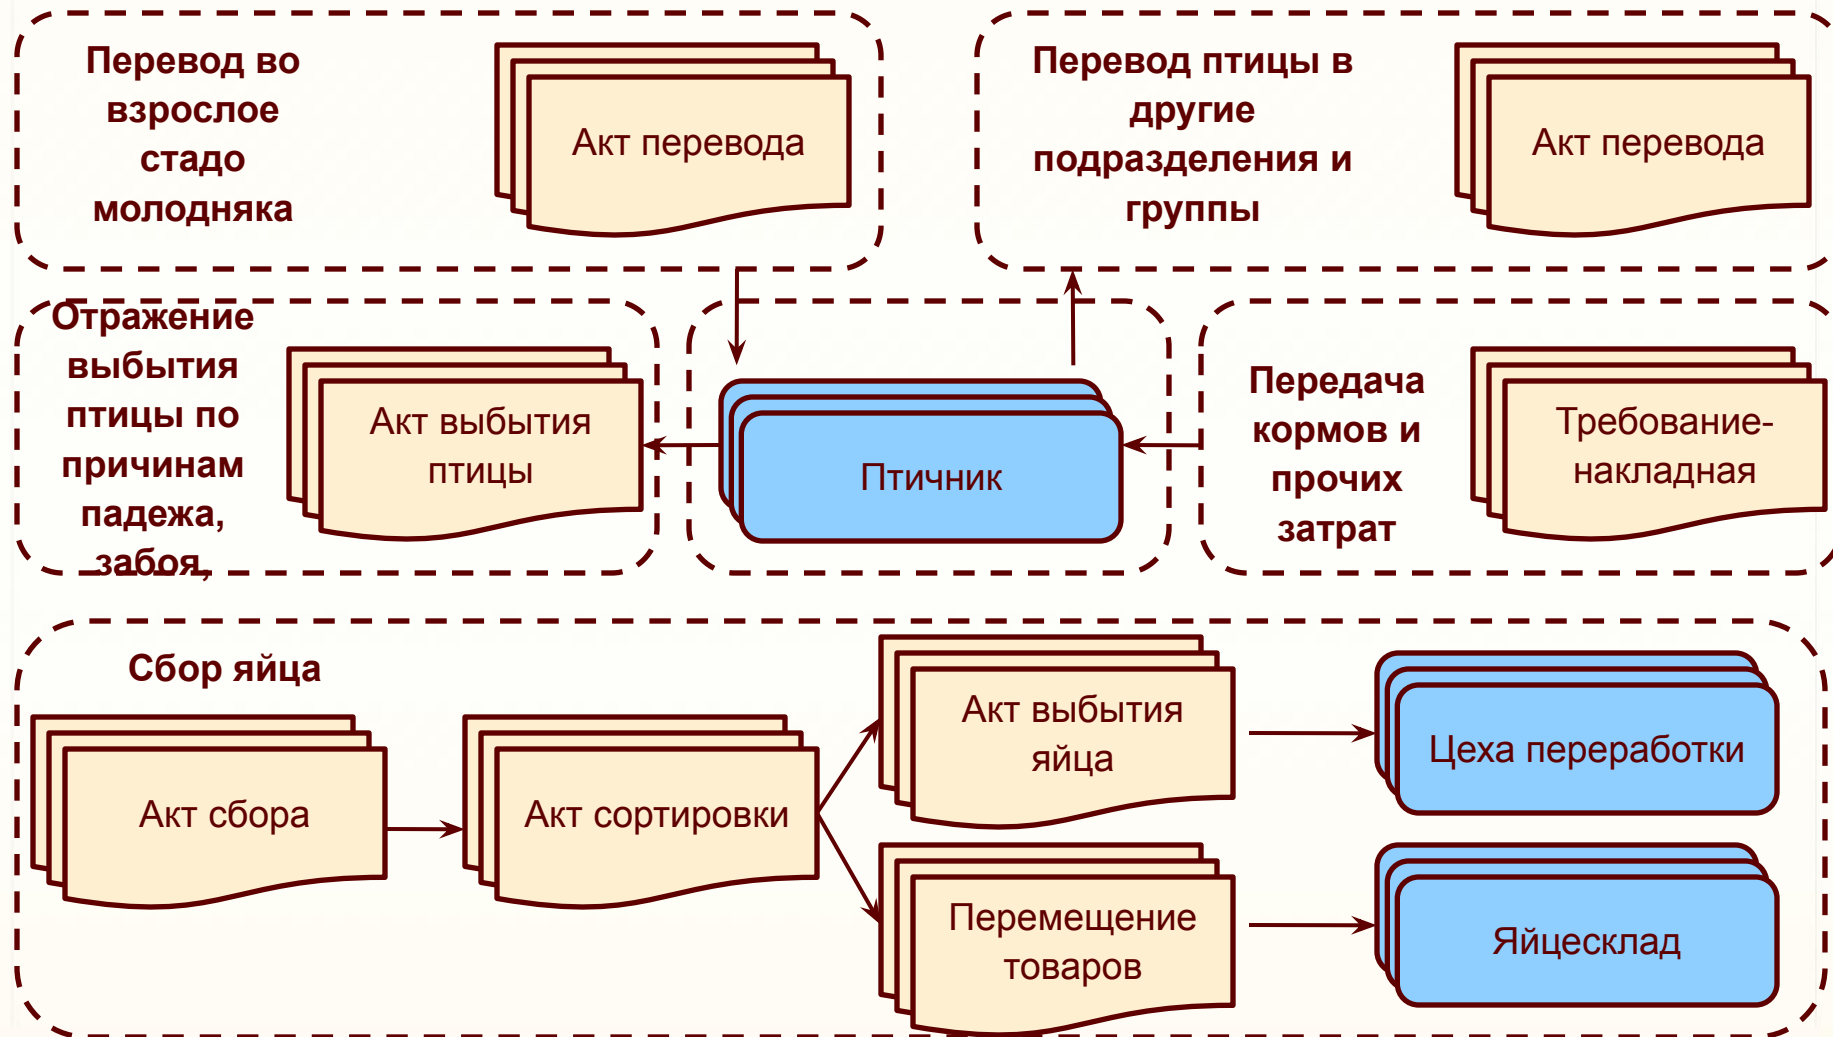 Перевод во
взрослое
стадо
молодняка
Акт перевода
Перевод птицы в
другие
подразделения и
группы
Акт перевода
Отражение
выбытия
птицы по
причинам
падежа,
забоя,
Акт выбытия
птицы
Птичник
Передача
кормов и
прочих
затрат
Требование-
накладная
Сбор яйца
Акт сбора
Акт сортировки
Акт выбытия
яйца
Цеха переработки
Перемещение
товаров
Яйцесклад